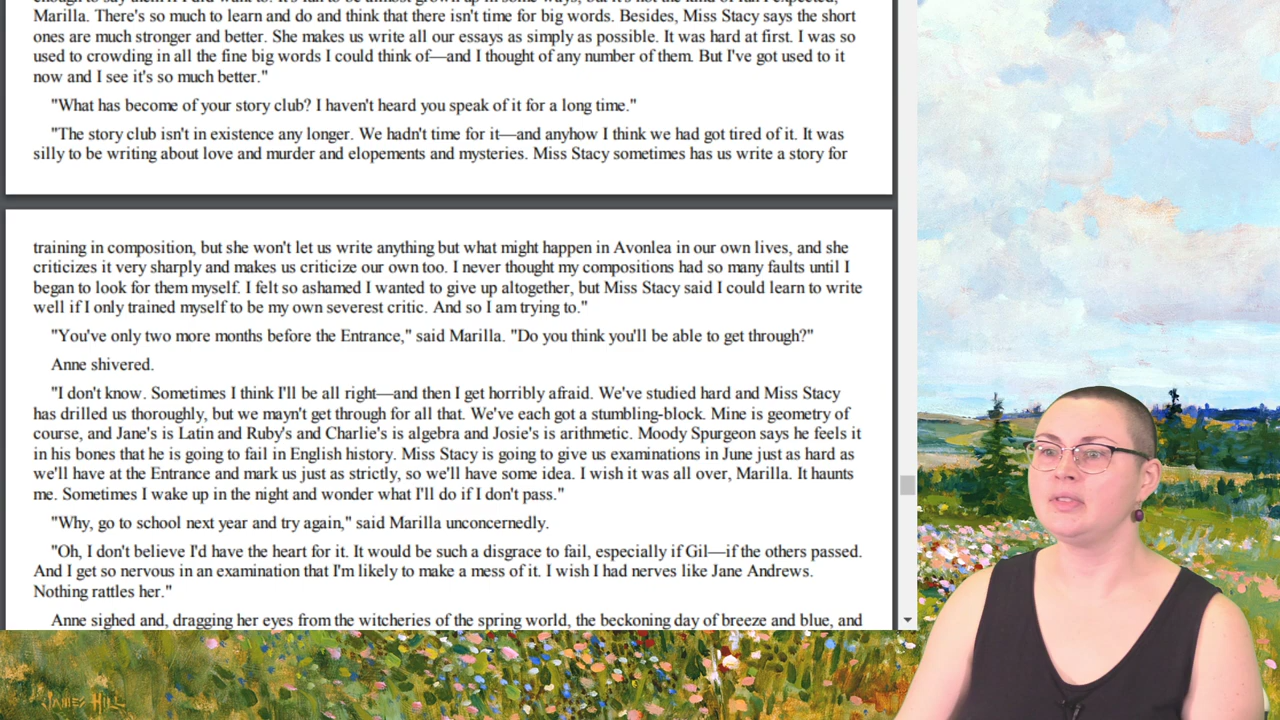 Marilla. There's so much to learn and do and think that there isn't time for big words. Besides, Miss Stacy says the short
ones are much stronger and better. She makes us write all our essays as simply as possible. It was hard at first. I was so
used to crowding in all the fine big words I could think of—and I thought of any number of them. But I've got used to it
now and I see it's so much better."
"What has become of your story club? I haven't heard you speak of it for a long time."
"The story club isn't in existence any longer. We hadn't time for it—and anyhow I think we had got tired of it. It was
silly to be writing about love and murder and elopements and mysteries. Miss Stacy sometimes has us write a story for
training in composition, but she won't let us write anything but what might happen in Avonlea in our own lives, and she
criticizes it very sharply and makes us criticize our own too. I never thought my compositions had so many faults until I
began to look for them myself. I felt so ashamed I wanted to give up altogether, but Miss Stacy said I could learn to write
well if I only trained myself to be my own severest critic. And so I am trying to."
"You've only two more months before the Entrance," said Marilla. "Do you think you'll be able to get through?"
Anne shivered.
"I don't know. Sometimes I think I'll be all right—and then I get horribly afraid. We've studied hard and Miss Stacy
has drilled us thoroughly, but we mayn't get through for all that. We've each got a stumbling-block. Mine is geometry of
course, and Jane's is Latin and Ruby's and Charlie's is algebra and Josie's is arithmetic. Moody Spurgeon says he feels it
in his bones that he is going to fail in English history. Miss Stacy is going to give us examinations in June just as hard as
we'll have at the Entrance and mark us just as strictly, so we'll have some idea. I wish it was all over, Marilla. It haunts
me. Sometimes I wake up in the night and wonder what I'll do if I don't pass."
"Why, go to school next year and try again," said Marilla unconcernedly.
"Oh, I don't believe I'd have the heart for it. It would be such a disgrace to fail, especially if Gil—if the others passed.
And I get so nervous in an examination that I'm likely to make a mess of it. I wish I had nerves like Jane Andrews.
Nothing rattles her."
Anne sighed and, dragging her eyes from the witcheries of the spring world, the beckoning day of breeze and blue, and
JAMES HILL